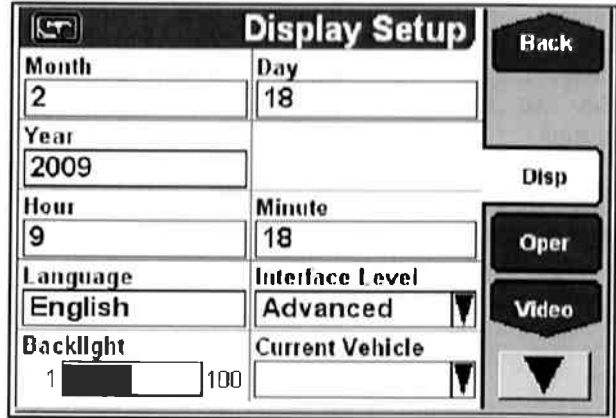 Display Setup
Back
Month
Day
2
18
Year
2009
Disp
Hour
Minute
9
18
Oper
Language
Interface Level
English
Advanced
Video
Backlight
Current Vehicle
1
100